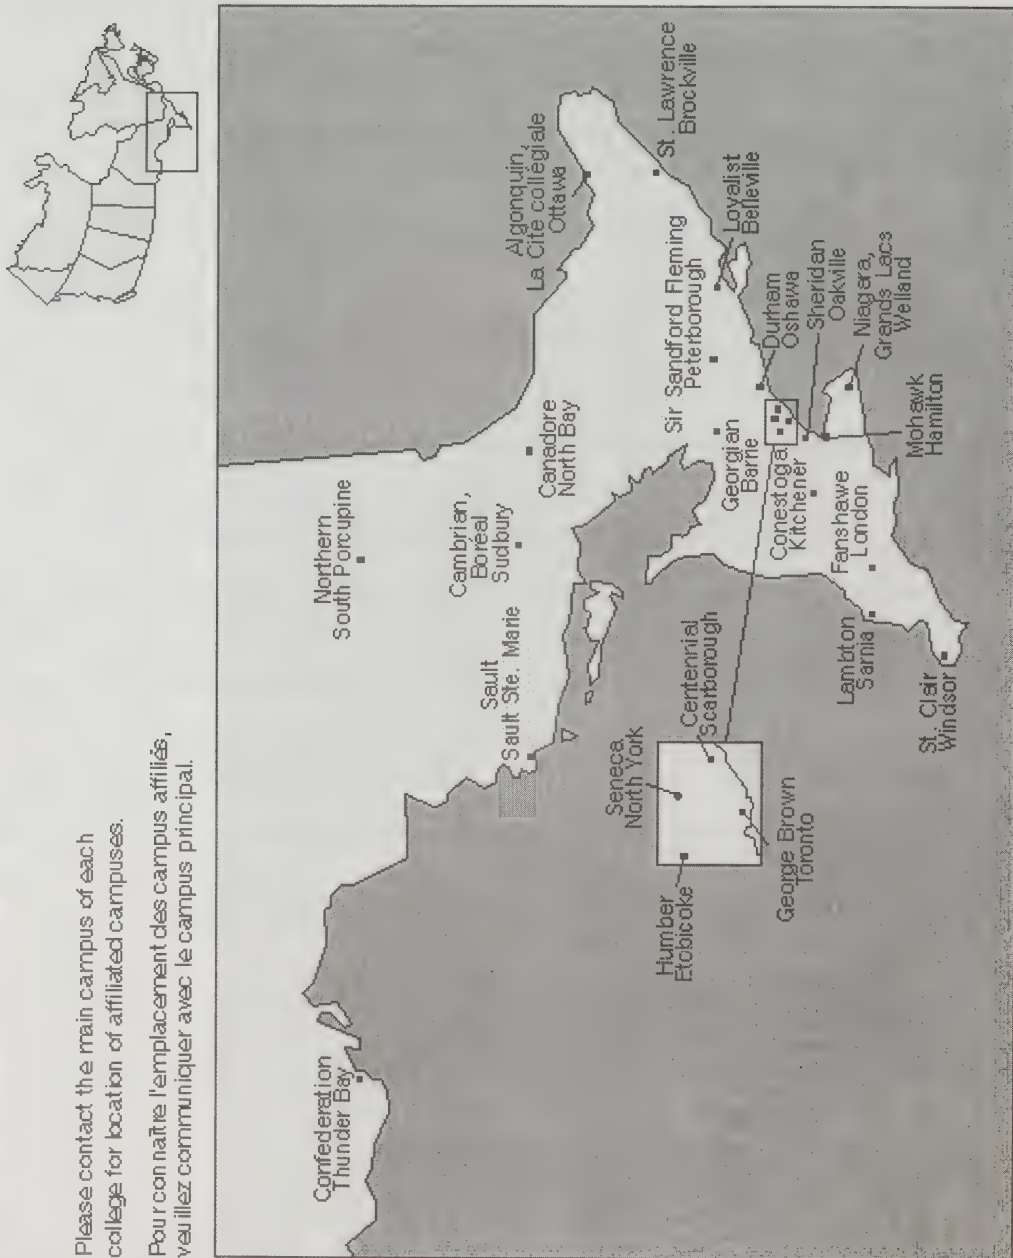 Please contact the main campus of each
college for location of affiliated campuses.
Pour connaître l'emplacement des campus affiliés,
veuillez communiquer avec le campus principal.
Confederation
Thunder Bay
Northern
South Porcupine
Sault
Sault Ste. Marie
Cambrian,
Boréal
Sudbury
Canadore
North Bay
Algonquin,
La Cité collégiale
Ottawa
St. Lawrence
Brockville
Sir Sandford Fleming
Peterborough
Loyalist
Belleville
Georgian
Barrie
Durham
Oshawa
Sheridan
Oakville
Niagara,
Grands Lacs
Welland
Mohawk
Hamilton
Conestoga
Kitchener
Fanshawe
London
Lambton
Sarnia
St. Clair
Windsor
Seneca
North York
Centennial
Scarborough
Humber
Etobicoke
George Brown
Toronto